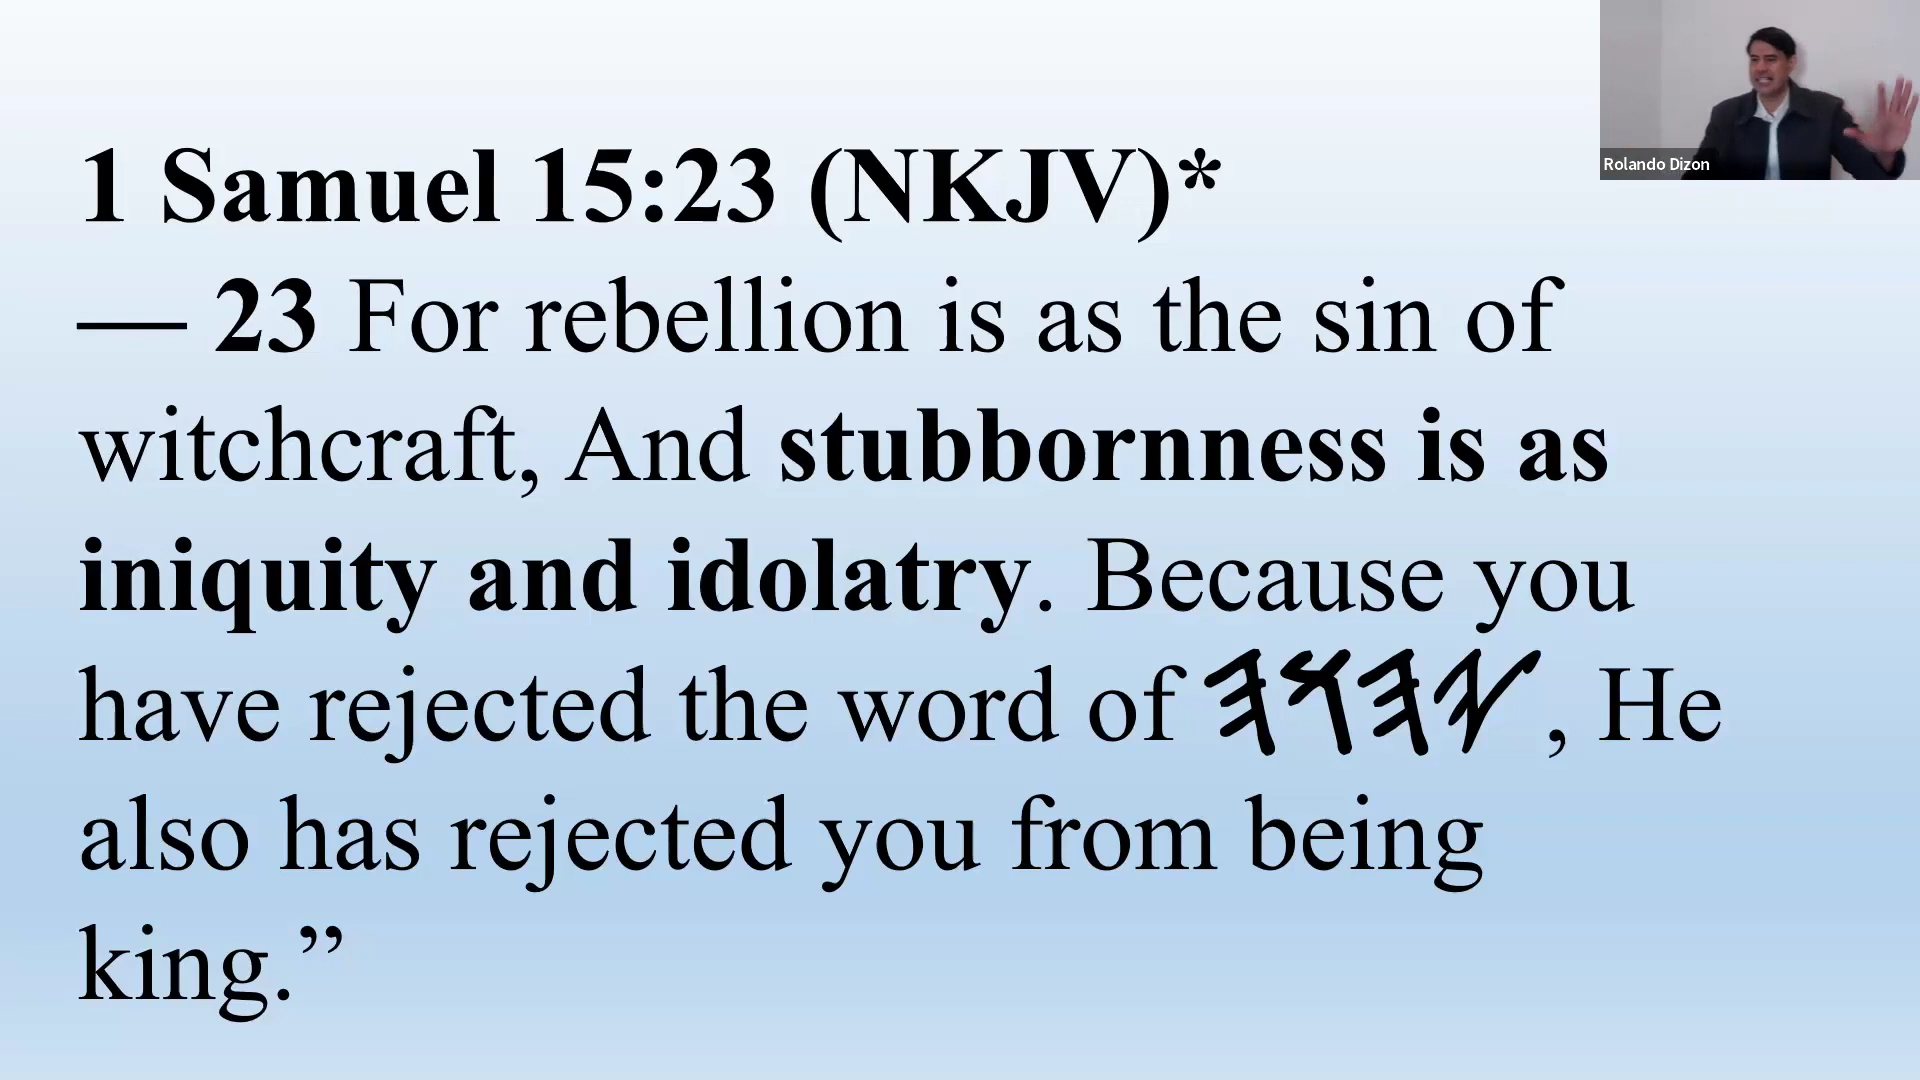 1 Samuel 15:23 (NKJV)*
— 23 For rebellion is as the sin of
witchcraft, And stubbornness is as
iniquity and idolatry. Because you
have rejected the word of 𐤉𐤄𐤅𐤄, He
also has rejected you from being
king.”
Rolando Dizon